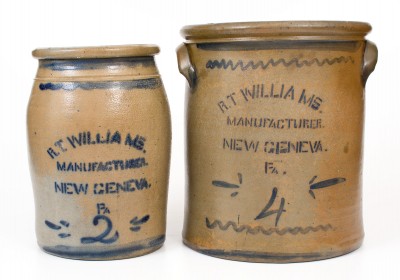 R.T. WILLIAMS.
MANUFACTURER.
NEW GENEVA.
PA
2
R.T. WILLIAMS.
MANUFACTURER.
NEW GENEVA.
PA.
4